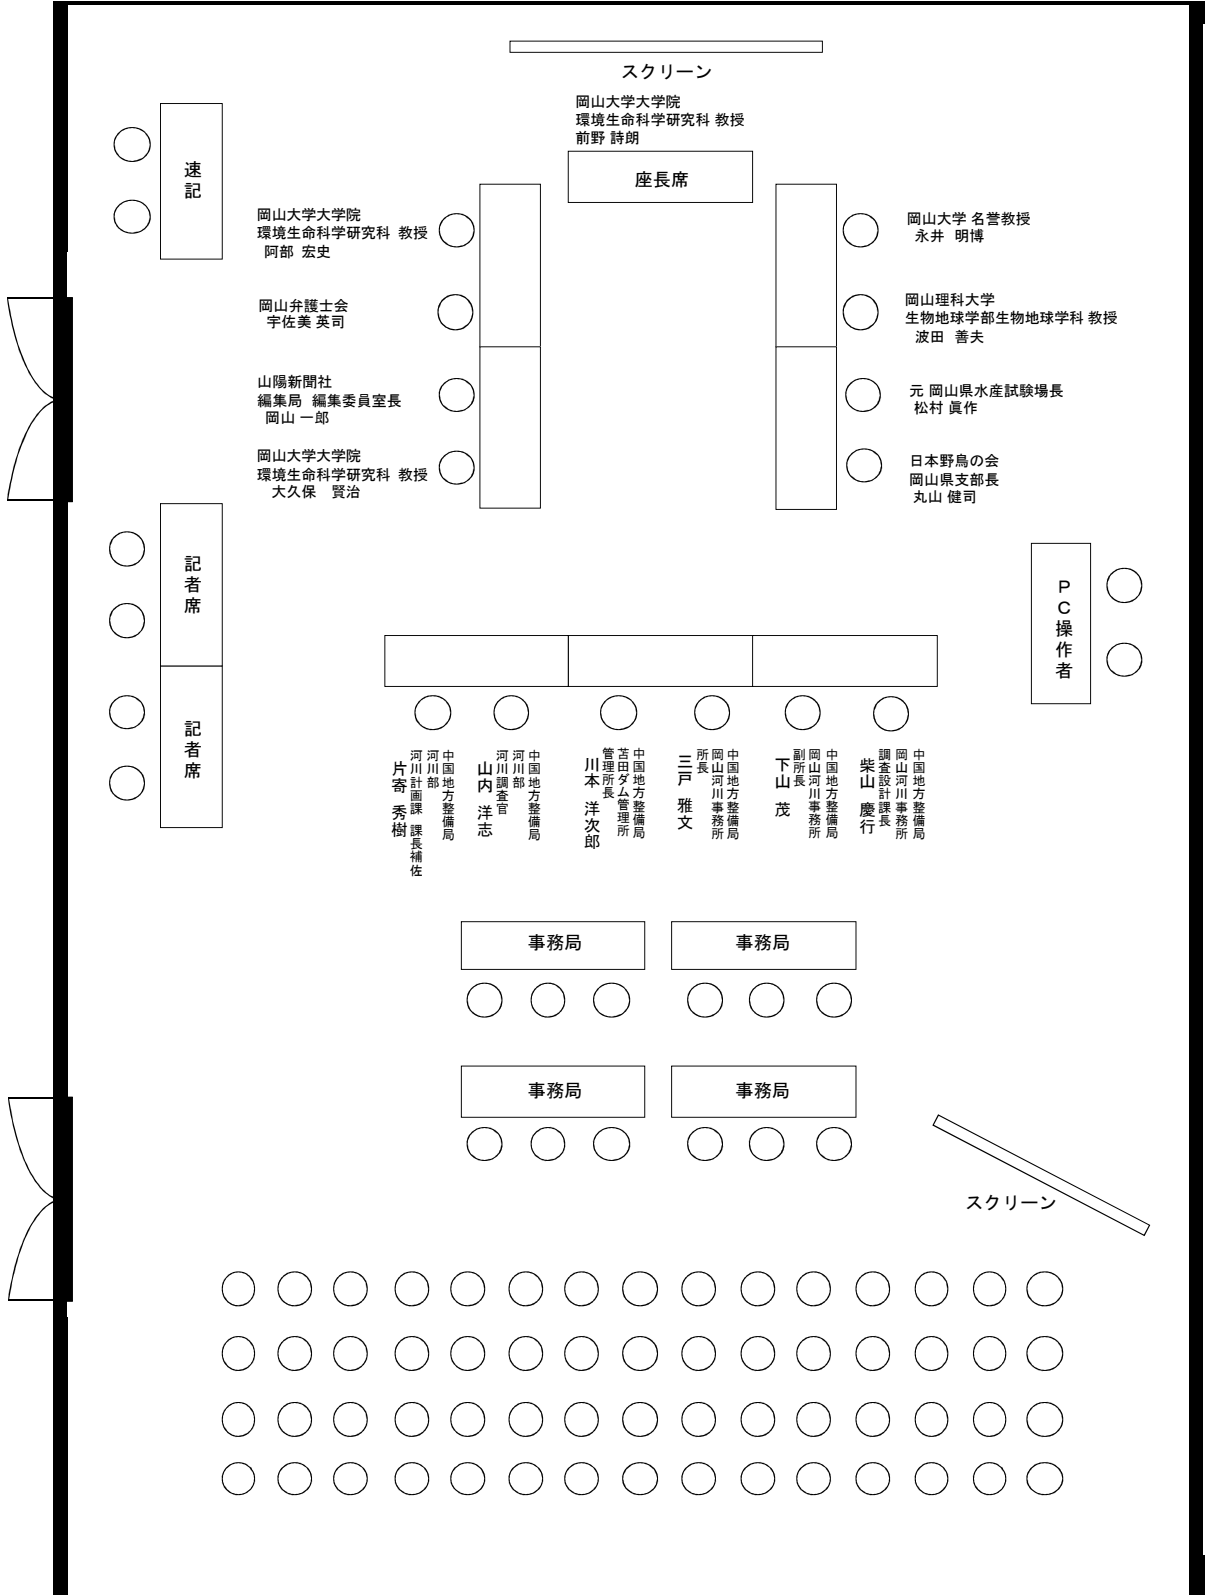 スクリーン
岡山大学大学院
環境生命科学研究科 教授
前野 詩朗
座長席
速記
岡山大学大学院
環境生命科学研究科 教授
阿部 宏史
岡山弁護士会
宇佐美 英司
山陽新聞社
編集局 編集委員室長
岡山 一郎
岡山大学大学院
環境生命科学研究科 教授
大久保 賢治
岡山大学 名誉教授
永井 明博
岡山理科大学
生物地球学部生物地球学科 教授
波田 善夫
元 岡山県水産試験場長
松村 眞作
日本野鳥の会
岡山県支部長
丸山 健司
記者席
記者席
PC操作者
中国地方整備局
河川部
河川計画課 課長補佐
片寄 秀樹
中国地方整備局
河川部
河川調査官
山内 洋志
中国地方整備局
苫田ダム管理所
管理所長
川本 洋次郎
中国地方整備局
岡山河川事務所
所長
三戸 雅文
中国地方整備局
岡山河川事務所
副所長
下山 茂
中国地方整備局
岡山河川事務所
調査設計課長
柴山 慶行
事務局
事務局
事務局
事務局
スクリーン